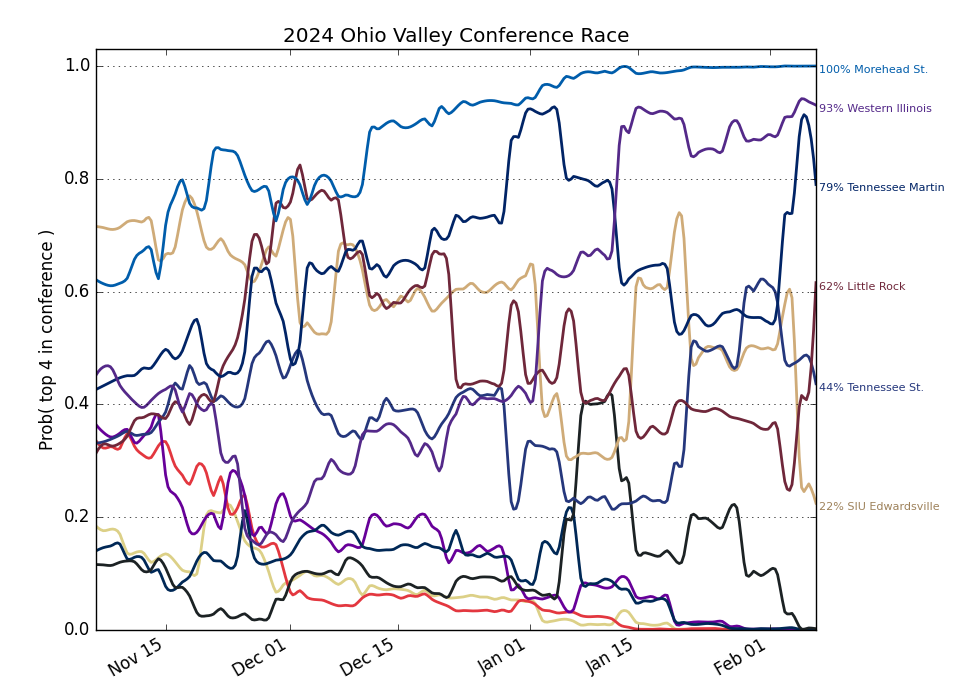 2024 Ohio Valley Conference Race
Prob( top 4 in conference )
1.0
0.8
0.6
0.4
0.2
0.0
Nov 15
Dec 01
Dec 15
Jan 01
Jan 15
Feb 01
100% Morehead St.
93% Western Illinois
79% Tennessee Martin
62% Little Rock
44% Tennessee St.
22% SIU Edwardsville